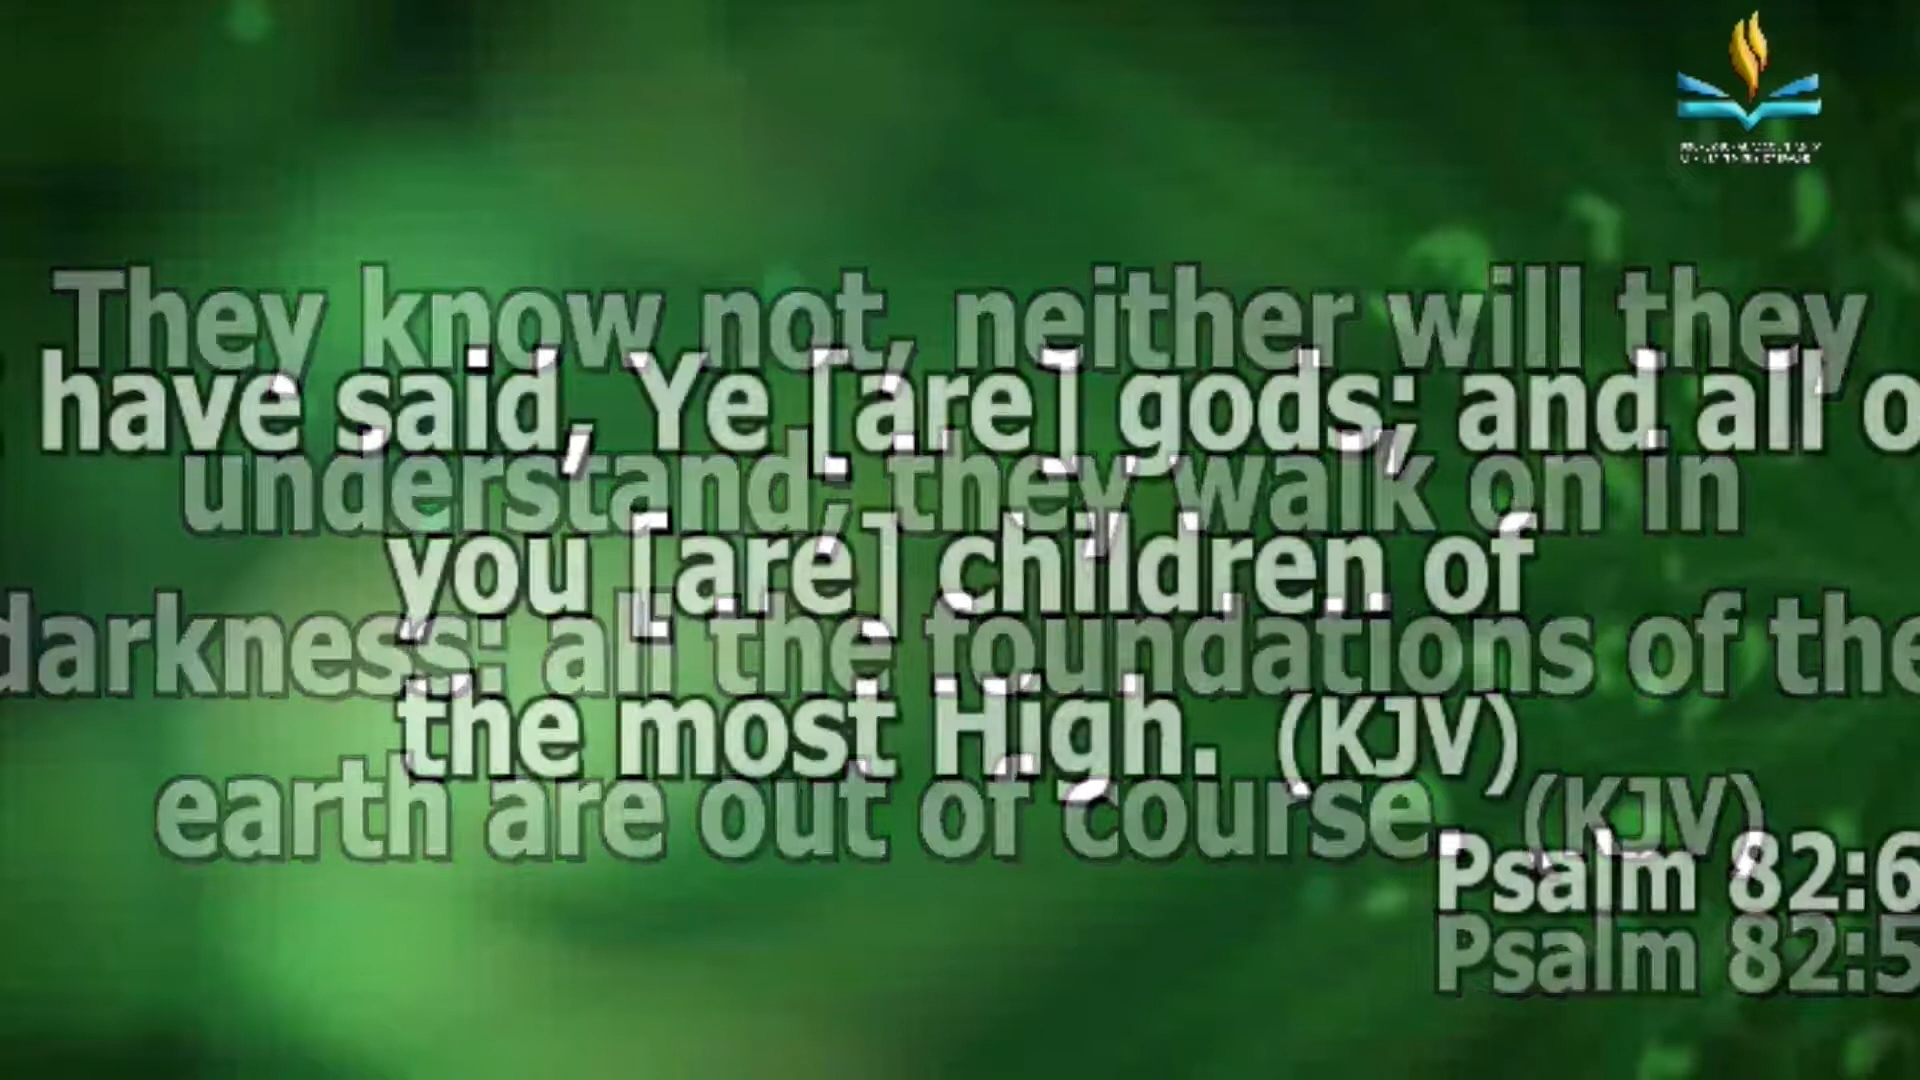 They know not, neither will they
have said, Ye [are] gods; and all o
understand; they walk on in
you [are] children of
darkness: all the foundations of the
the most High. (KJV)
earth are out of course. (KJV)
Psalm 82:6
Psalm 82:5